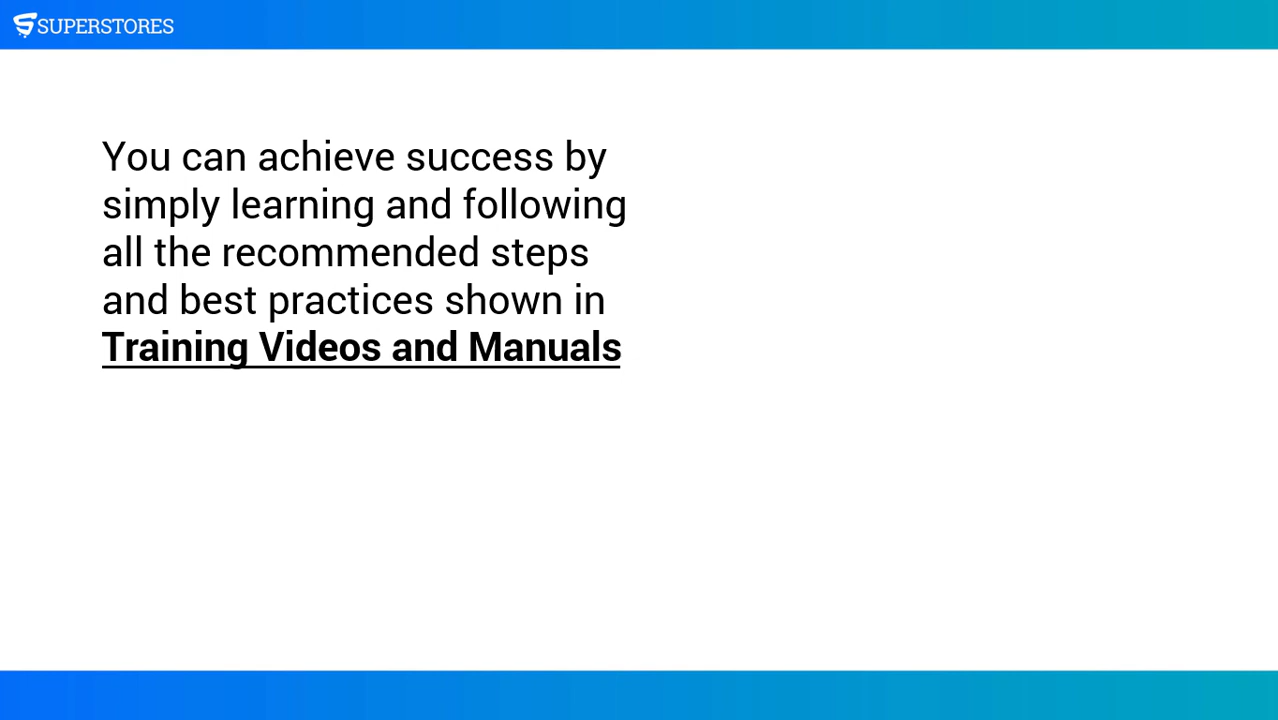 SUPERSTORES
You can achieve success by
simply learning and following
all the recommended steps
and best practices shown in
Training Videos and Manuals